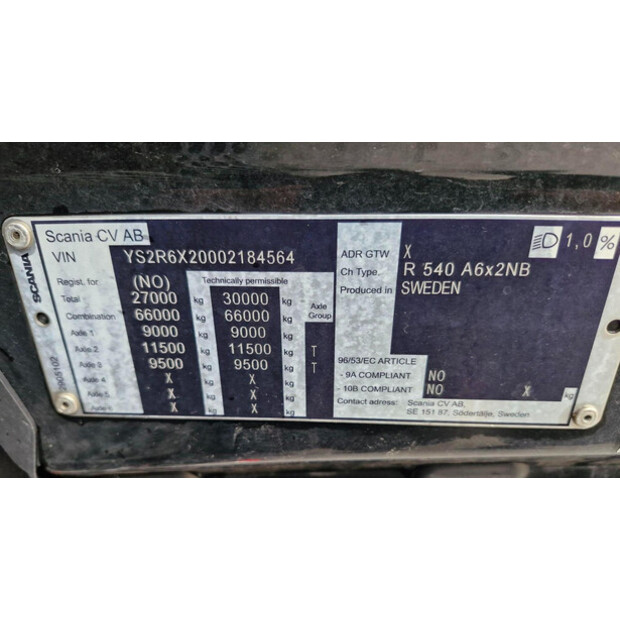 SCANIA
3905102
Scania CV AB
VIN YS2R6X20002184564
Regist. for (NO) Technically permissible
Total 27000 kg 30000 kg Axle Group
Combination 66000 kg 66000 kg
Axle 1 9000 kg 9000 kg
Axle 2 11500 kg 11500 kg T
Axle 3 9500 kg 9500 kg T
Axle 4 X kg X kg
Axle 5 X kg X kg
X kg X kg
1,0 %
ADR GTW X
Ch Type. R 540 A6x2NB
Produced in SWEDEN
96/53/EC ARTICLE
- 9A COMPLIANT NO
- 10B COMPLIANT NO X kg
Contact adress: Scania CV AB,
SE 151 87, Södertälje, Sweden